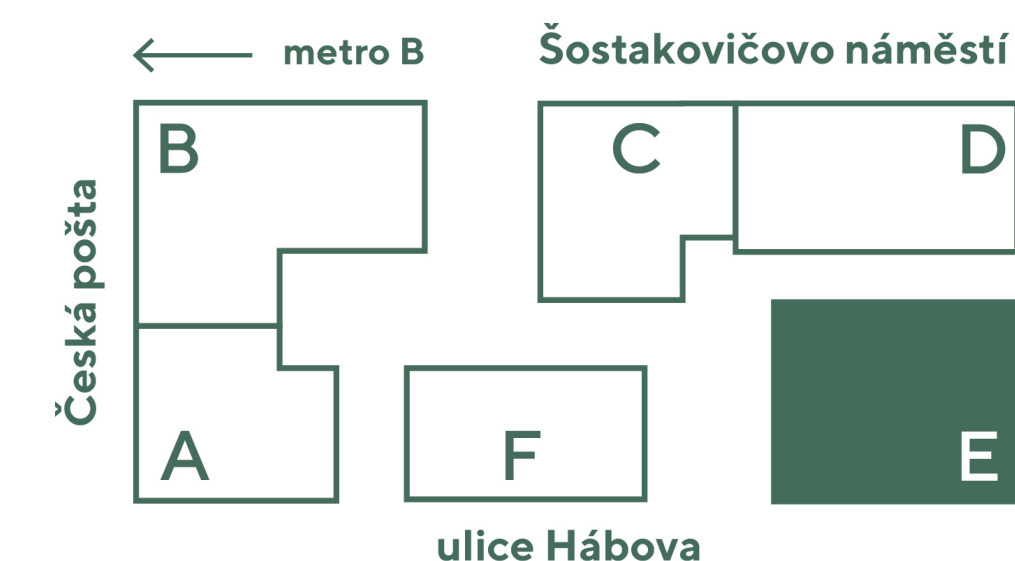 metro B
Šostakovičovo náměstí
B
C
D
Česká pošta
A
F
E
ulice Hábova